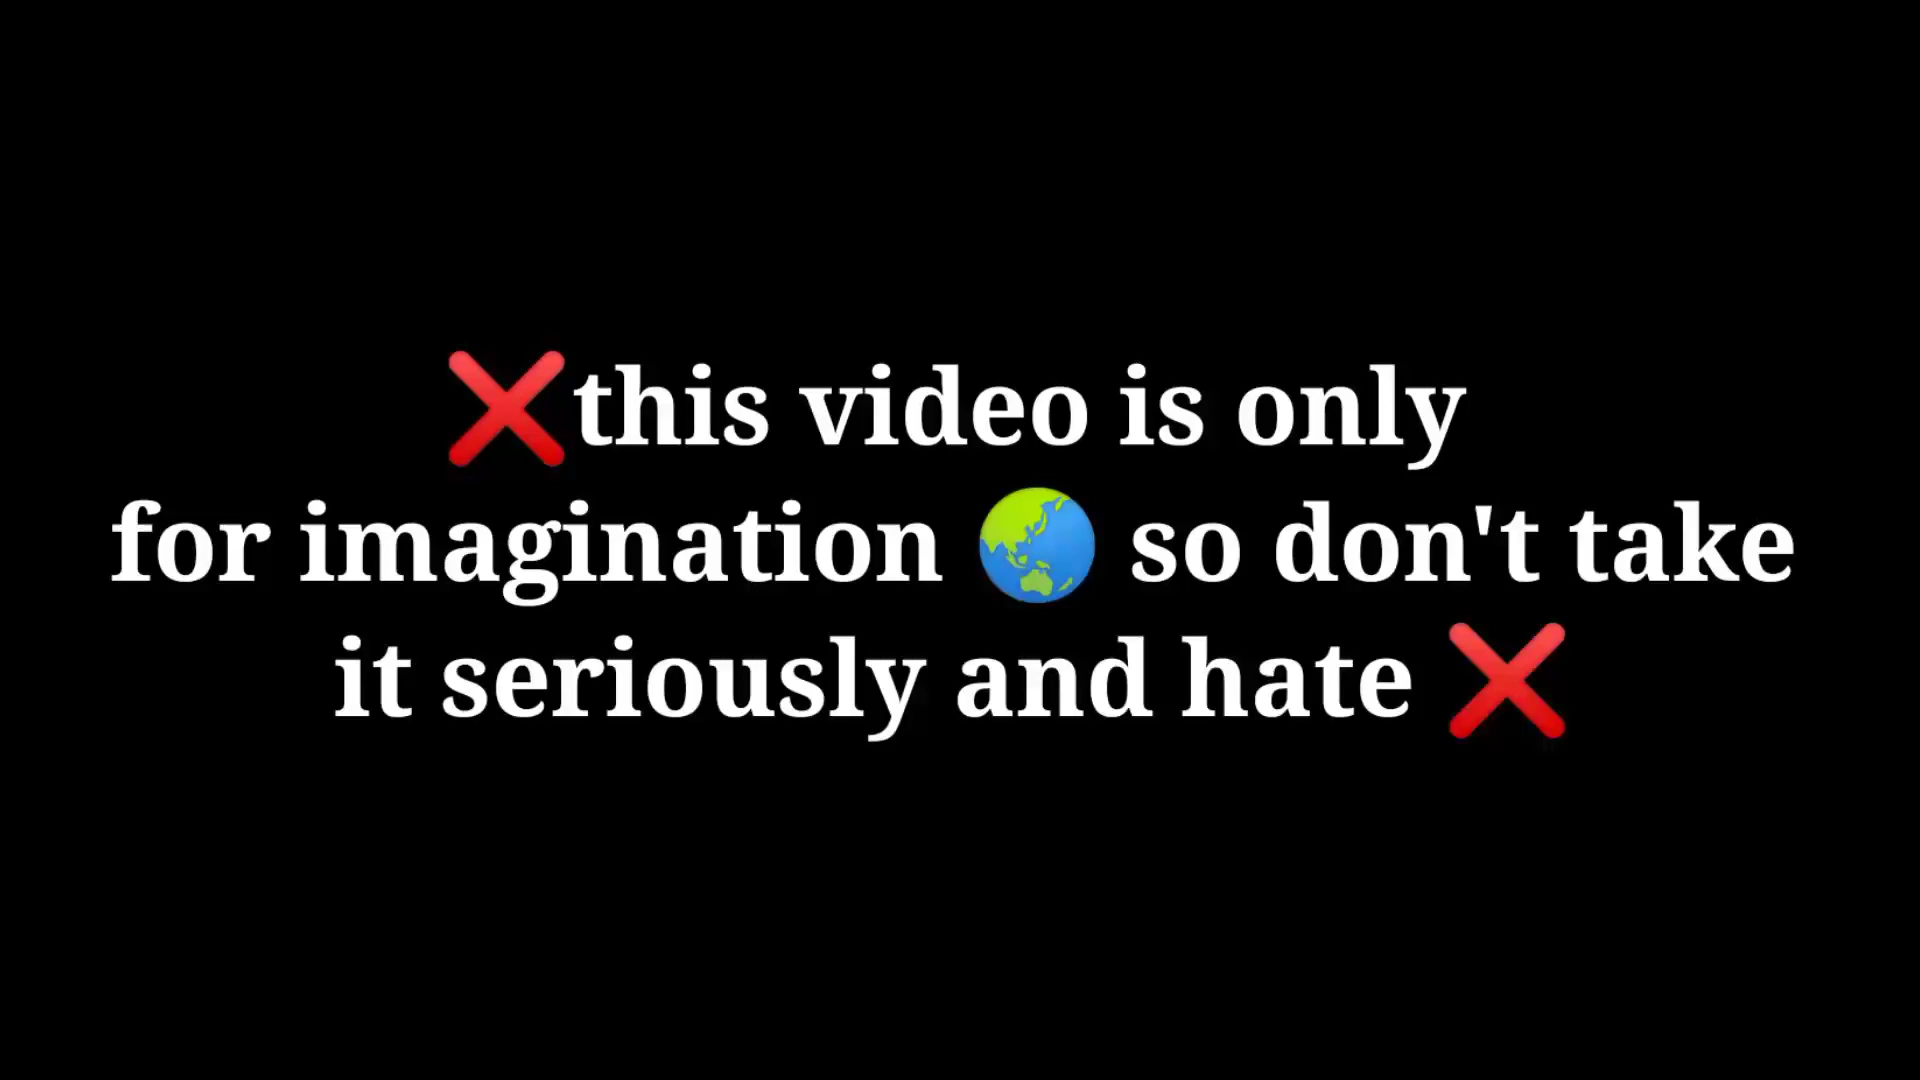 ❌this video is only
for imagination 🌏 so don't take
it seriously and hate ❌